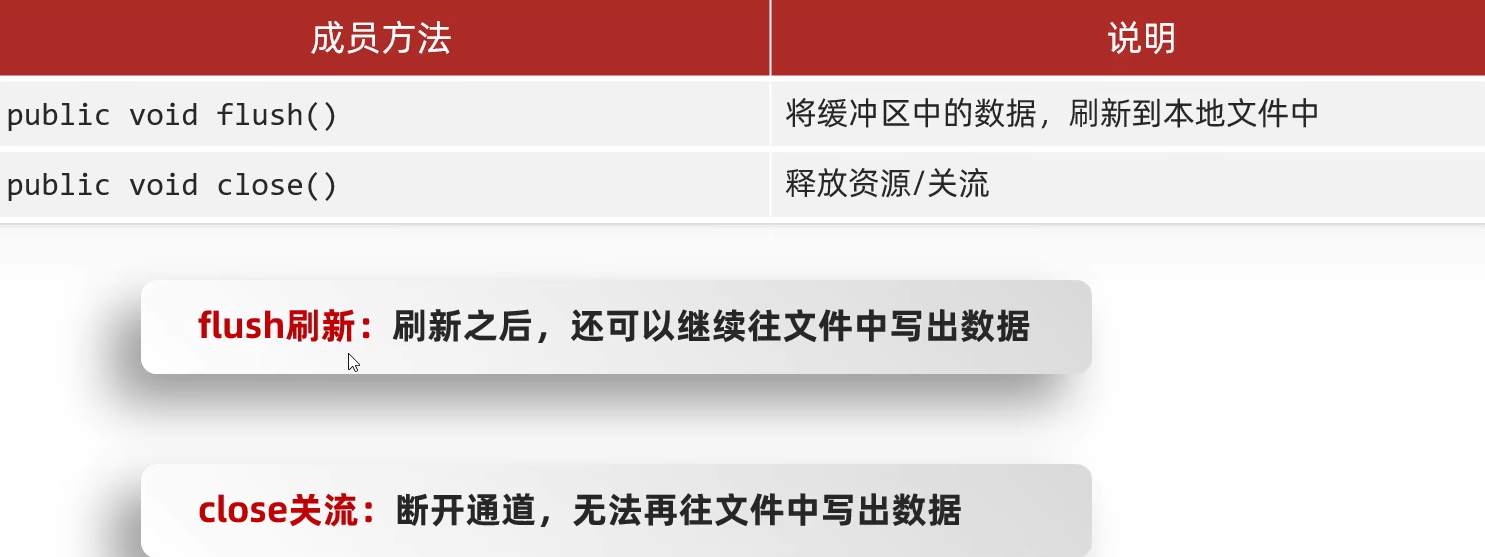 成员方法 说明
public void flush() 将缓冲区中的数据，刷新到本地文件中
public void close() 释放资源/关流
flush刷新：刷新之后，还可以继续往文件中写出数据
close关流：断开通道，无法再往文件中写出数据